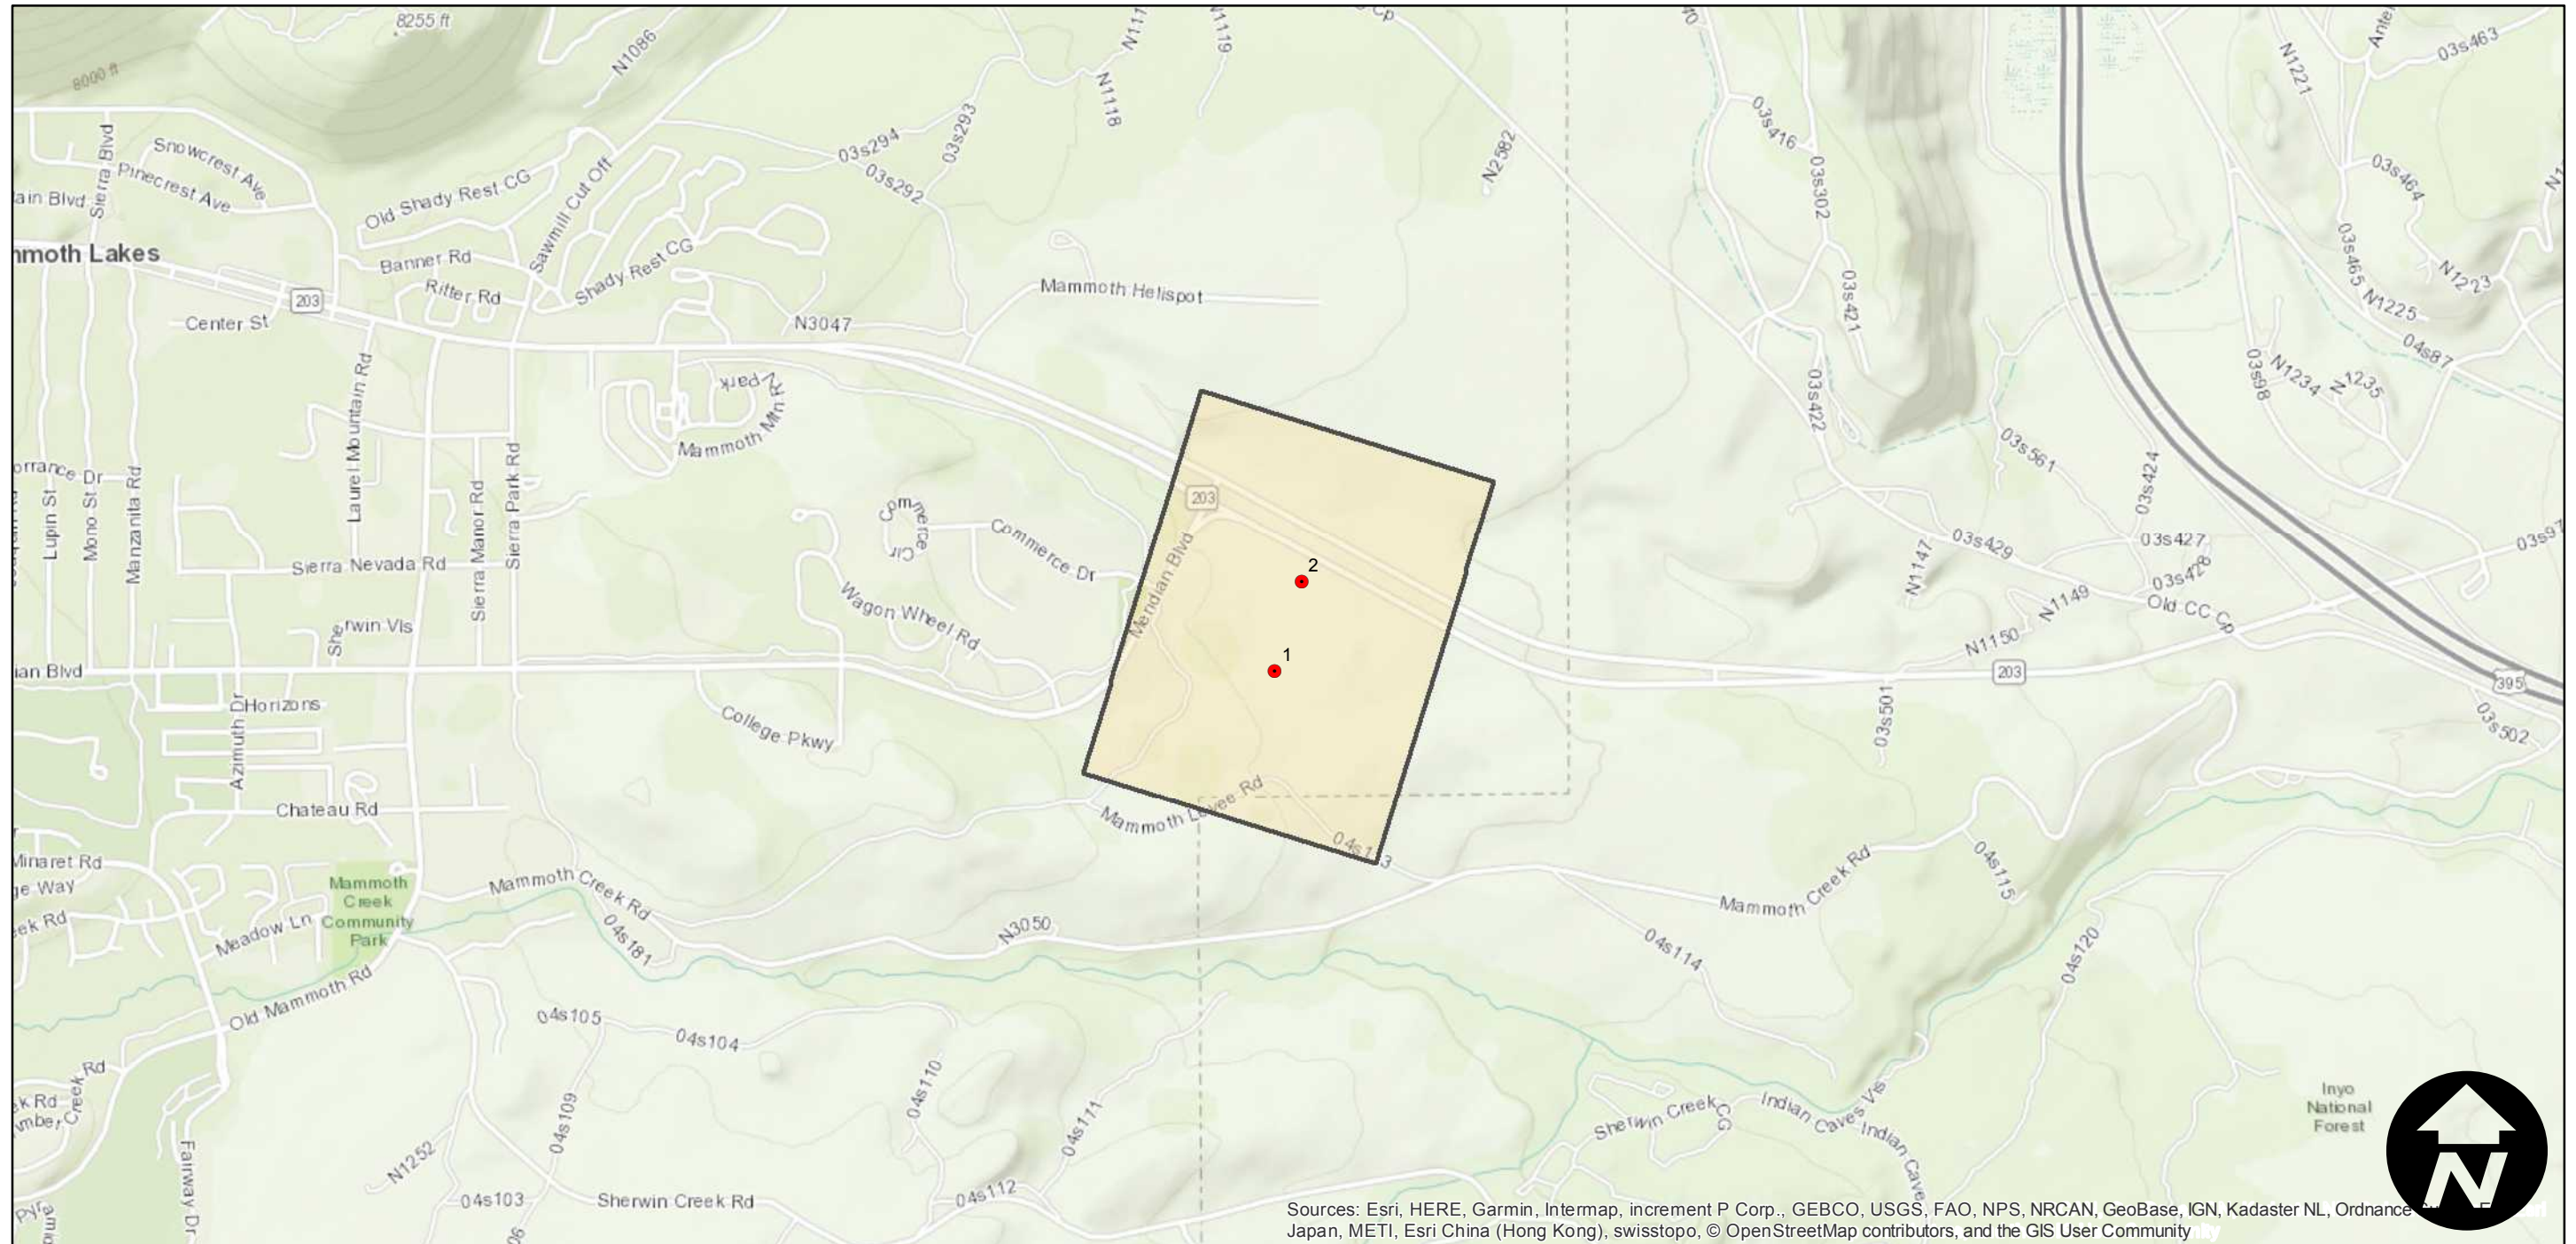 8255 ft
8000 ft
N1086
N1119
N1118
N2582
03s463
N1221
03s416
03s302
03s464
03s465
N1223
N1225
04s87
03s294
03s293
03s292
Snowcrest Ave
Pinecrest Ave
Sierra Blvd
Old Shady Rest CG
Sawmill Cut Off
Banner Rd
Ritter Rd
Shady Rest CG
203
Center St
N3047
Mammoth Helispot
03s421
03s422
03s98
N1234
Laurel Mountain Rd
Mammoth Mtn RV Park
Lupin St
Mono St
Manzanita Rd
Sierra Manor Rd
Sierra Park Rd
Sierra Nevada Rd
Commerce Cir
Commerce Dr
Wagon Wheel Rd
203
Meridian Blvd
2
1
03s561
03s424
03s429
03s427
03s428
N1147
N1149
N1150
Old CC Cp
203
395
03s501
03s502
Sherwin Vis
Azimuth Dr
Horizons
College Pkwy
Chateau Rd
Mammoth Levee Rd
Minaret Rd
Meadow Ln
Mammoth
Creek
Community
Park
Mammoth Creek Rd
04s181
N3050
Mammoth Creek Rd
04s115
04s114
04s120
Old Mammoth Rd
04s105
04s104
04s109
04s110
04s111
Fairway Dr
N1252
04s103
Sherwin Creek Rd
04s112
Sherwin Creek CG
Indian Caves Vis
Indian Cave
Inyo
National
Forest
N
Sources: Esri, HERE, Garmin, Intermap, increment P Corp., GEBCO, USGS, FAO, NPS, NRCAN, GeoBase, IGN, Kadaster NL, Ordnance
Japan, METI, Esri China (Hong Kong), swisstopo, © OpenStreetMap contributors, and the GIS User Community